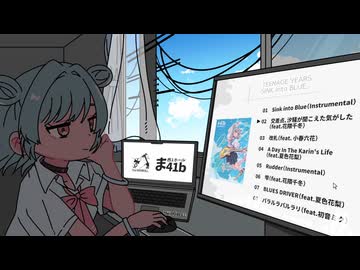 TEENAGE YEARS
SINK into BLUE.
01 Sink into Blue(Instrumental)
▶02 交差点、汐騒が聞こえた気がした
(feat.花隈千冬)
03 改札(feat. 小春六花)
04 A Day In The Karin's Life
(feat.夏色花梨)
05 Rudder(Instrumental)
06 雫(feat.花隈千冬)
07 BLUES DRIVER(feat.夏色花梨)
パラルラバルラリ(feat.初音ミク)
ま41b